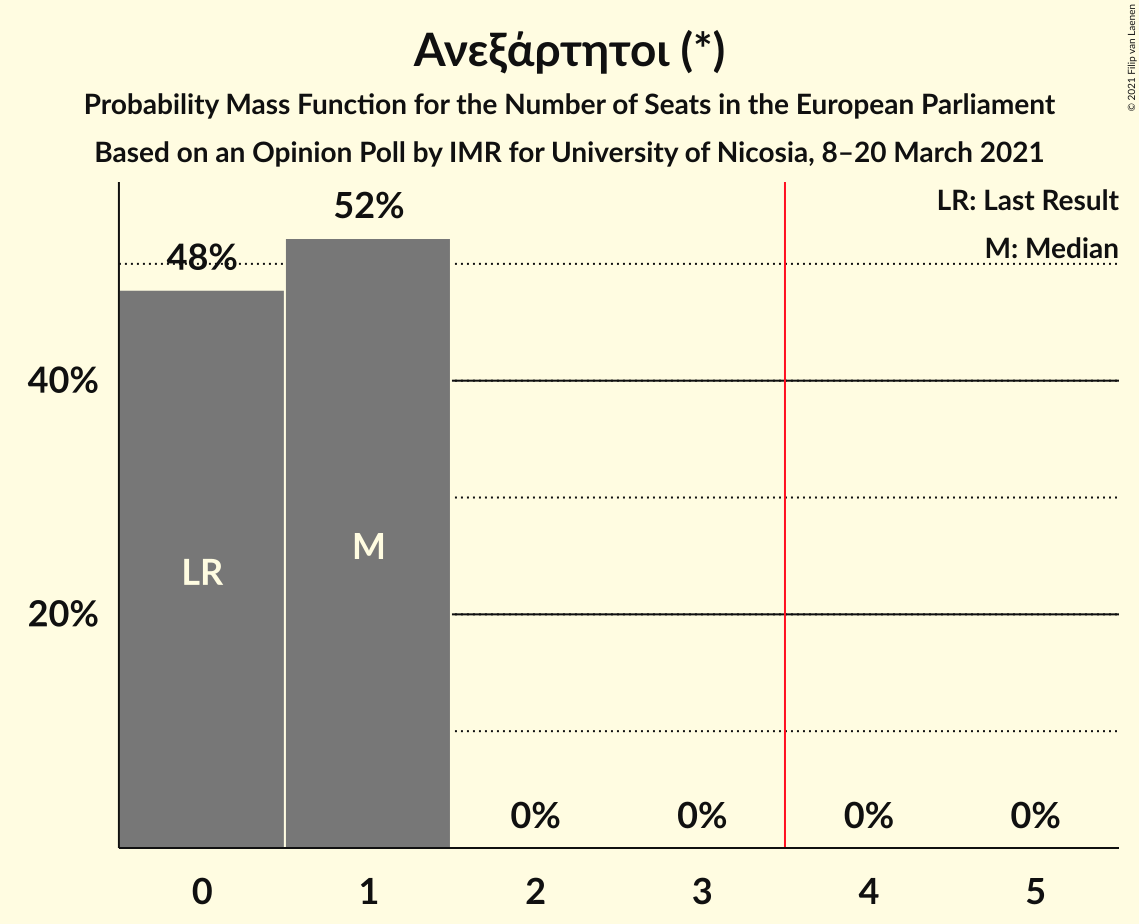 Ανεξάρτητοι (*)
Probability Mass Function for the Number of Seats in the European Parliament
Based on an Opinion Poll by IMR for University of Nicosia, 8–20 March 2021
© 2021 Filip van Laenen
LR: Last Result
M: Median
52%
48%
40%
20%
LR
M
0%
0%
0%
0%
0
1
2
3
4
5